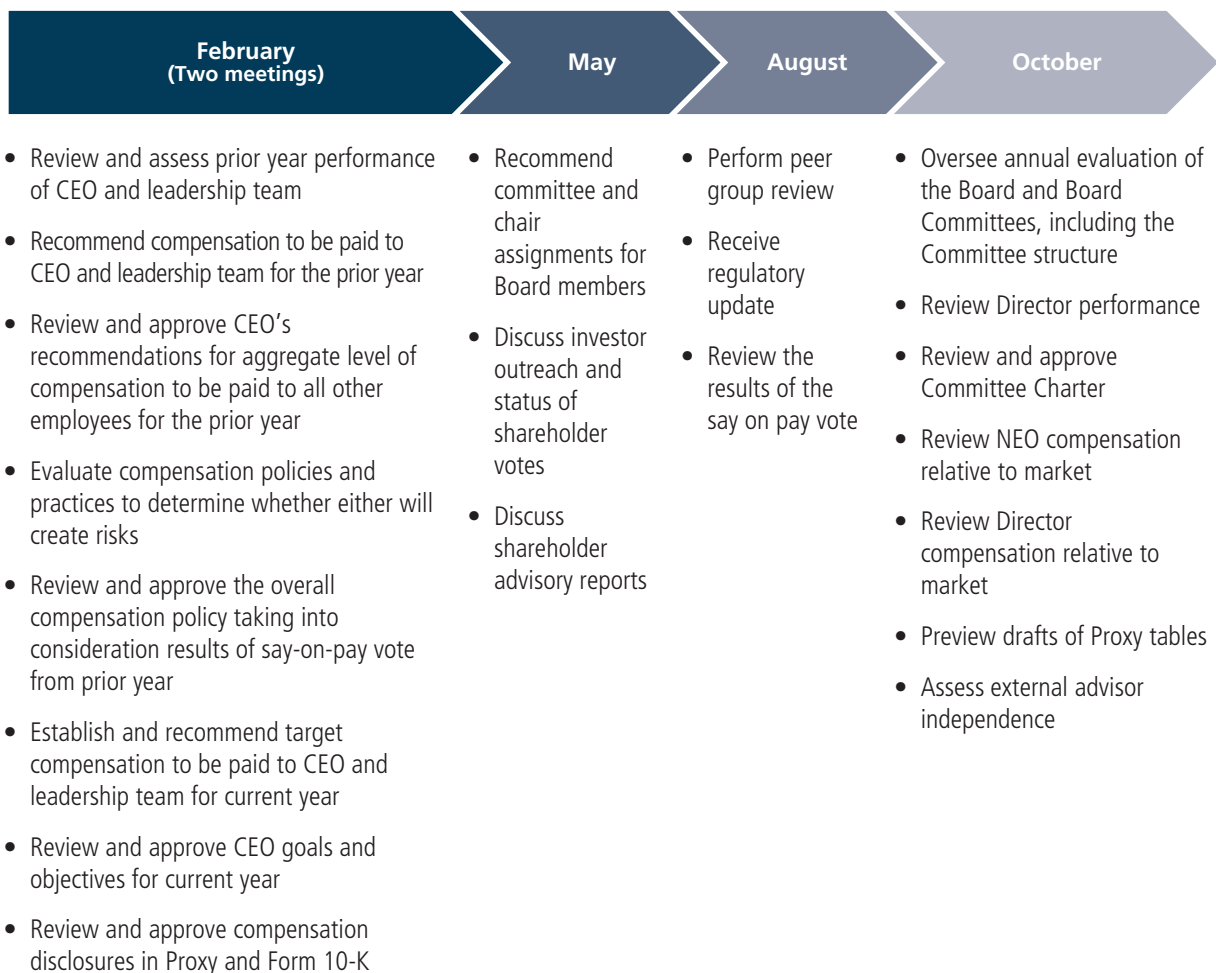 February
(Two meetings)
May
August
October
• Review and assess prior year performance
of CEO and leadership team
• Recommend compensation to be paid to
CEO and leadership team for the prior year
• Review and approve CEO’s
recommendations for aggregate level of
compensation to be paid to all other
employees for the prior year
• Evaluate compensation policies and
practices to determine whether either will
create risks
• Review and approve the overall
compensation policy taking into
consideration results of say-on-pay vote
from prior year
• Establish and recommend target
compensation to be paid to CEO and
leadership team for current year
• Review and approve CEO goals and
objectives for current year
• Review and approve compensation
disclosures in Proxy and Form 10-K
• Recommend
committee and
chair
assignments for
Board members
• Discuss investor
outreach and
status of
shareholder
votes
• Discuss
shareholder
advisory reports
• Perform peer
group review
• Receive
regulatory
update
• Review the
results of the
say on pay vote
• Oversee annual evaluation of
the Board and Board
Committees, including the
Committee structure
• Review Director performance
• Review and approve
Committee Charter
• Review NEO compensation
relative to market
• Review Director
compensation relative to
market
• Preview drafts of Proxy tables
• Assess external advisor
independence